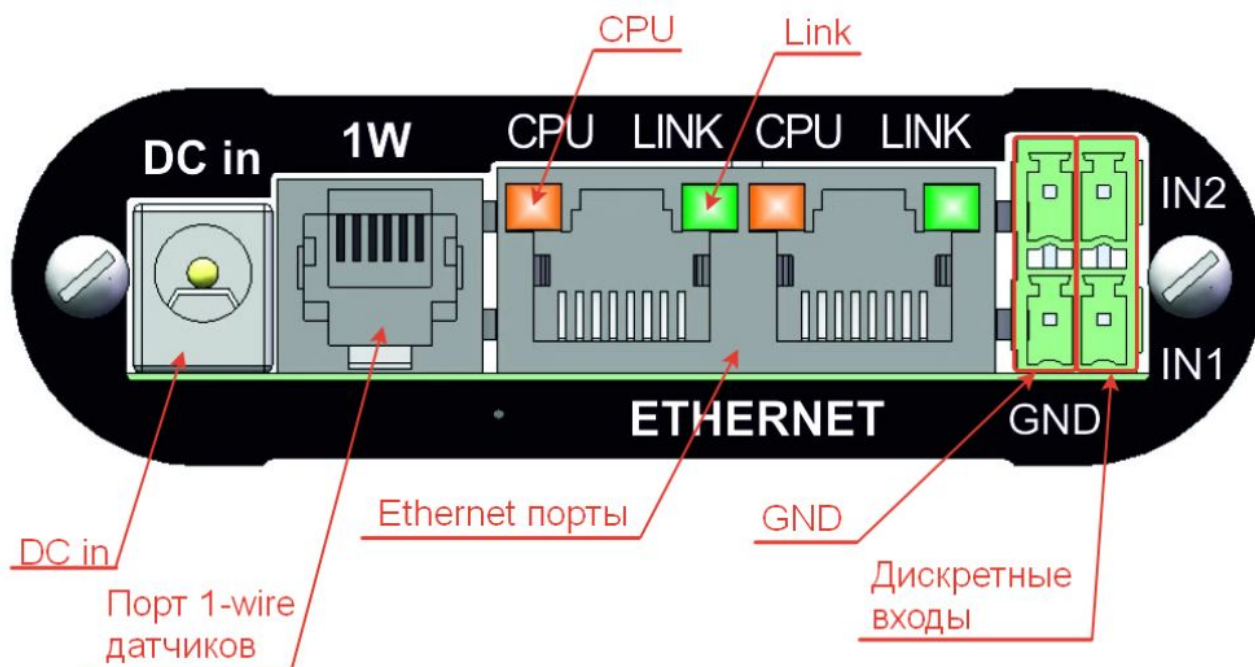 CPU
Link
DC in
1W
CPU
LINK
CPU
LINK
IN2
IN1
ETHERNET
GND
Ethernet порты
GND
DC in
Порт 1-wire
датчиков
Дискретные
входы